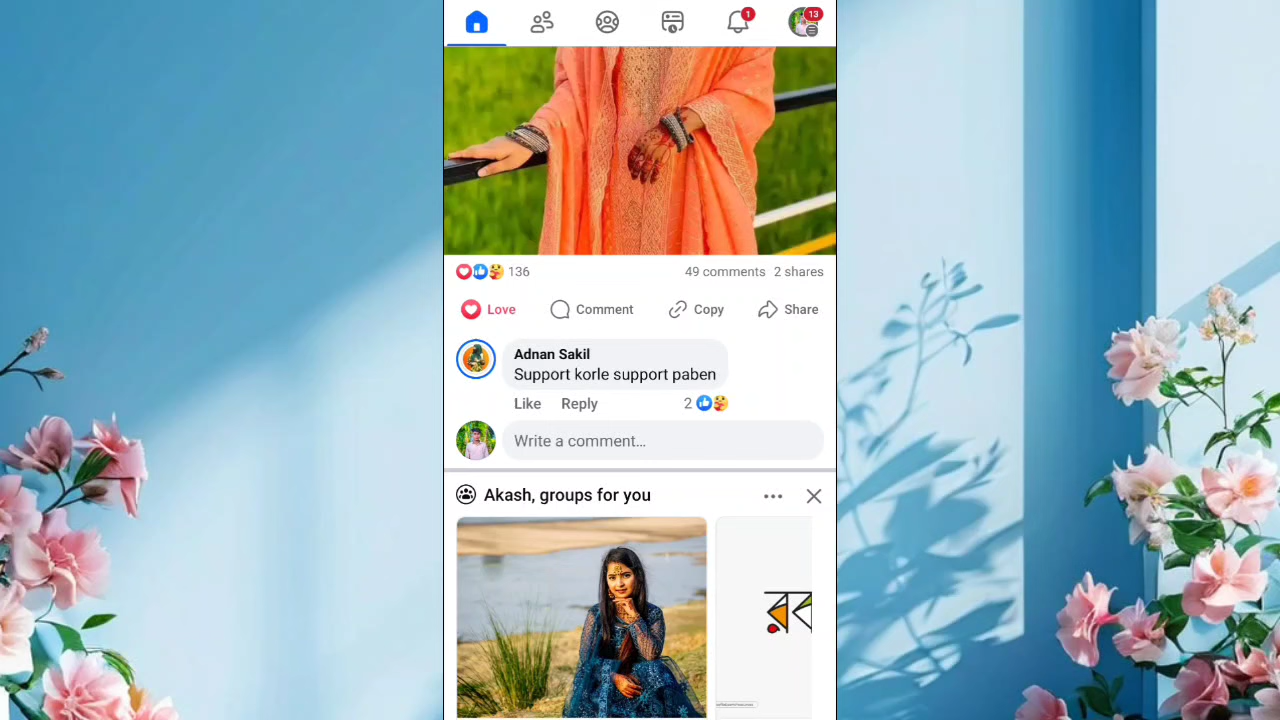 1
13
136
49 comments 2 shares
Love Comment Copy Share
Adnan Sakil
Support korle support paben
Like Reply 2
Write a comment...
Akash, groups for you